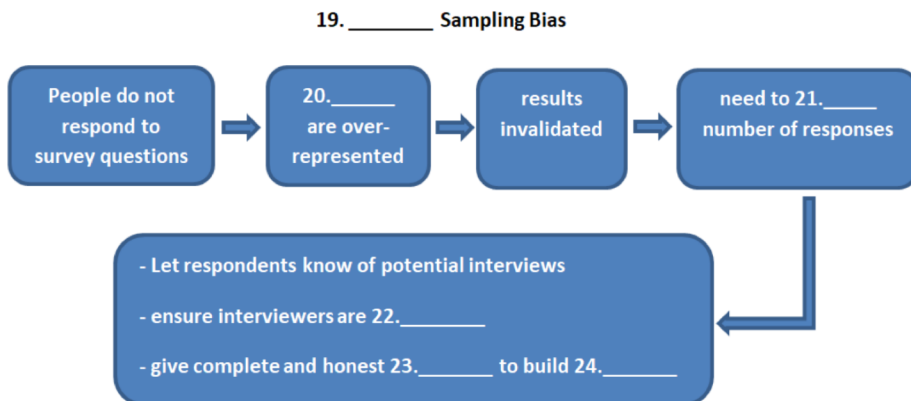 19. ________ Sampling Bias
People do not
respond to
survey questions
20.______
are over-
represented
results
invalidated
need to 21._____
number of responses
- Let respondents know of potential interviews
- ensure interviewers are 22.________
- give complete and honest 23._______ to build 24._______